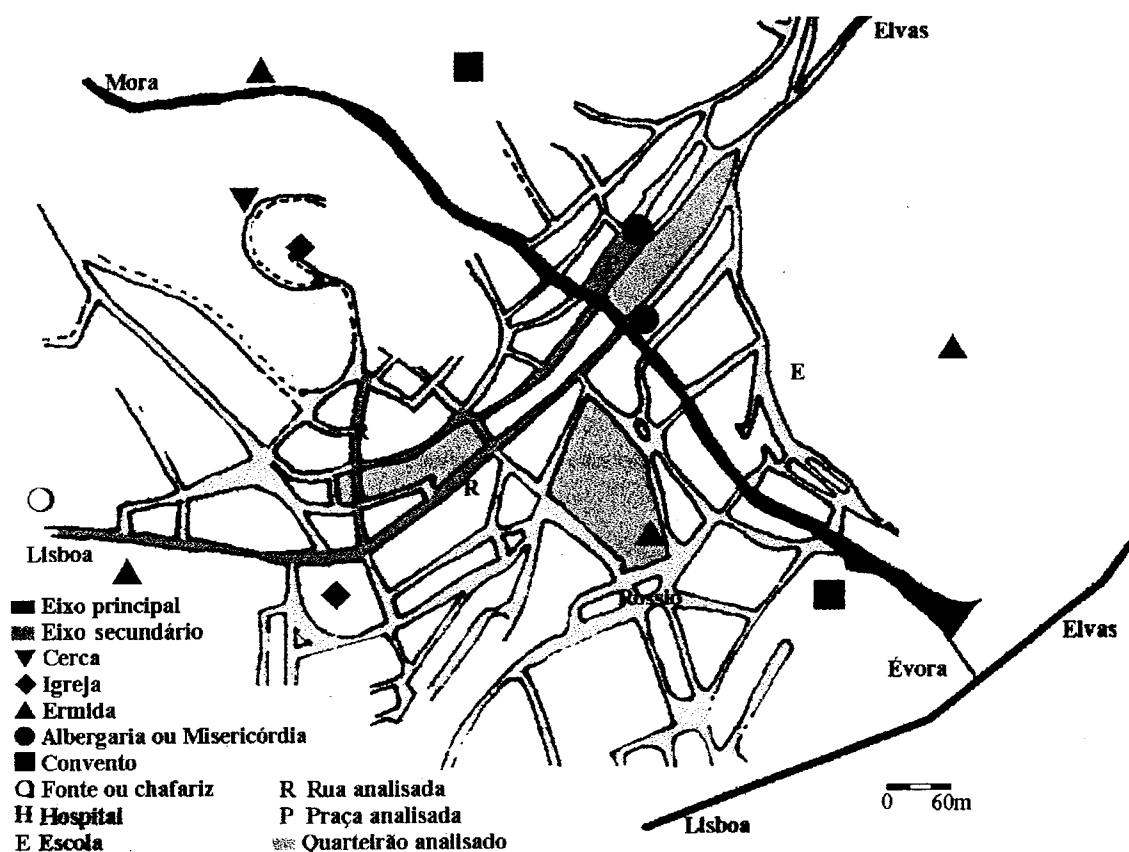 Elvas
Mora
E
R
R
Lisboa
Rossio
Elvas
Évora
Eixo principal
Eixo secundário
Cerca
Igreja
Ermida
Albergaria ou Misericórdia
Convento
Fonte ou chafariz
H Hospital
E Escola
R Rua analisada
P Praça analisada
Quarteirão analisado
0 60m
Lisboa